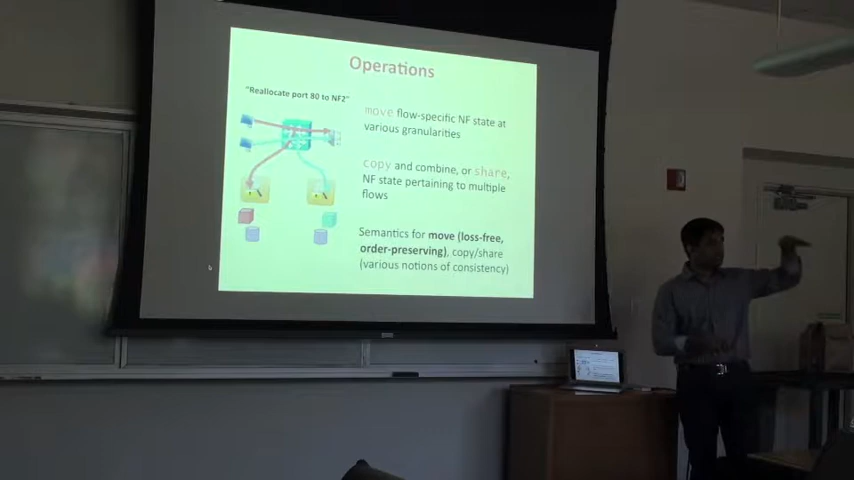 Operations
"Reallocate port 80 to NF2"
move flow-specific NF state at
various granularities
copy and combine, or share,
NF state pertaining to multiple
flows
Semantics for move (loss-free,
order-preserving), copy/share
(various notions of consistency)